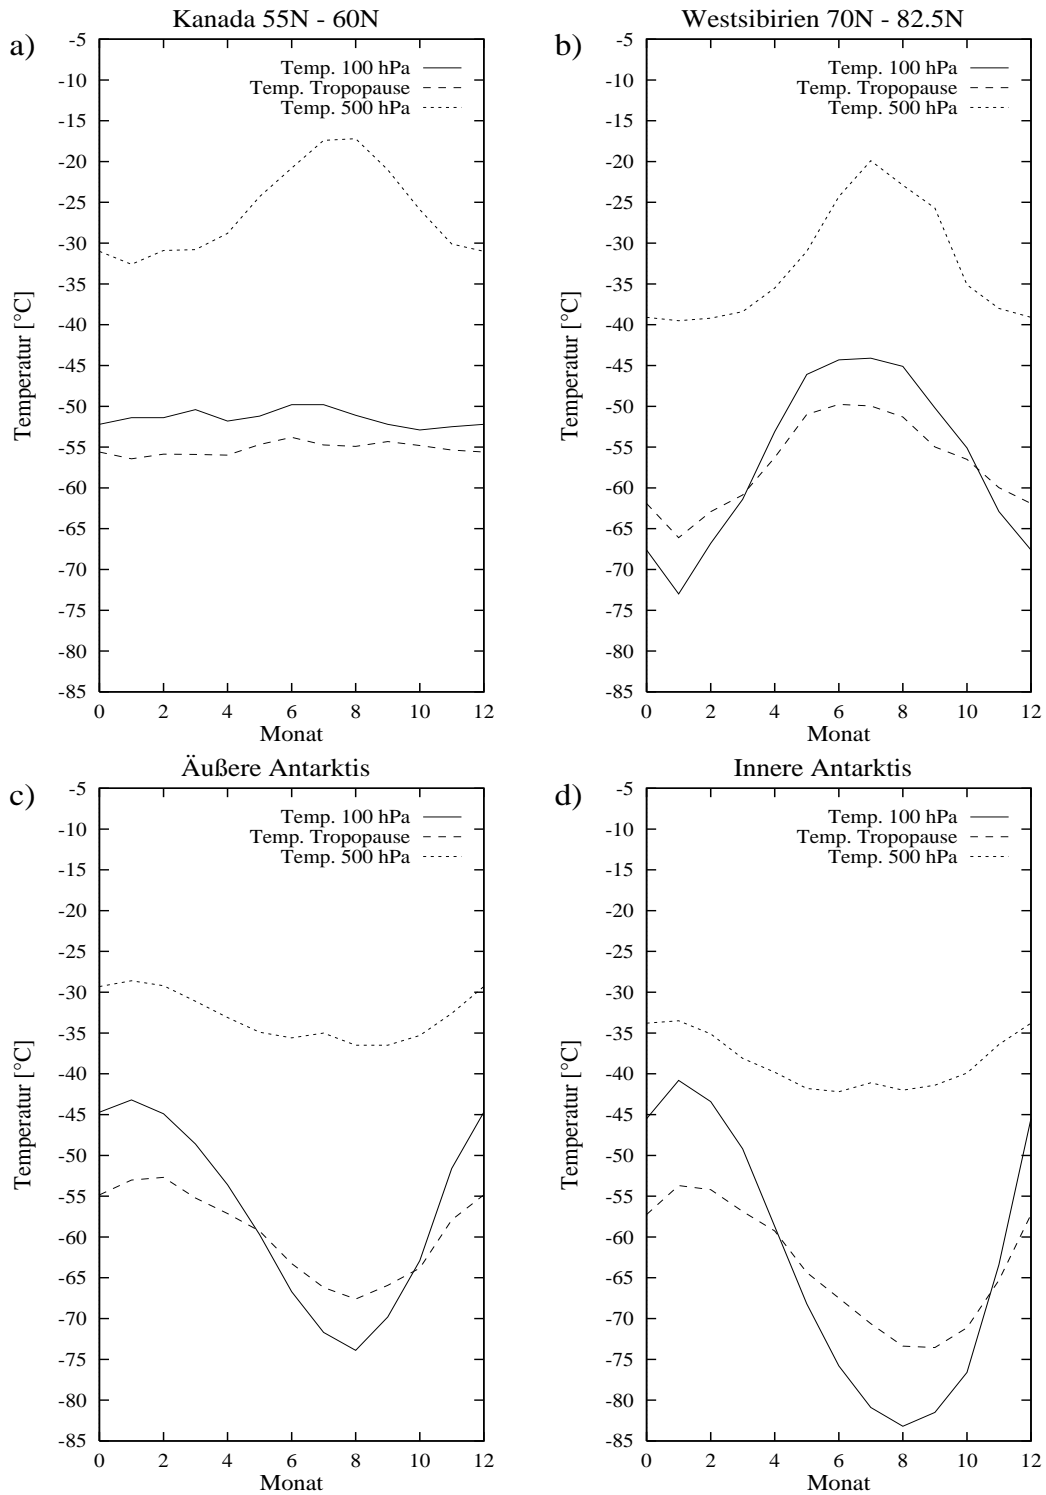 Kanada 55N - 60N
a)
Temp. 100 hPa
Temp. Tropopause
Temp. 500 hPa
-5
-10
-15
-20
-25
-30
-35
-40
-45
-50
-55
-60
-65
-70
-75
-80
-85
Temperatur [°C]
0 2 4 6 8 10 12
Monat
Westsibirien 70N - 82.5N
b)
Temp. 100 hPa
Temp. Tropopause
Temp. 500 hPa
-5
-10
-15
-20
-25
-30
-35
-40
-45
-50
-55
-60
-65
-70
-75
-80
-85
Temperatur [°C]
0 2 4 6 8 10 12
Monat
Äußere Antarktis
c)
Temp. 100 hPa
Temp. Tropopause
Temp. 500 hPa
-5
-10
-15
-20
-25
-30
-35
-40
-45
-50
-55
-60
-65
-70
-75
-80
-85
Temperatur [°C]
0 2 4 6 8 10 12
Monat
Innere Antarktis
d)
Temp. 100 hPa
Temp. Tropopause
Temp. 500 hPa
-5
-10
-15
-20
-25
-30
-35
-40
-45
-50
-55
-60
-65
-70
-75
-80
-85
Temperatur [°C]
0 2 4 6 8 10 12
Monat